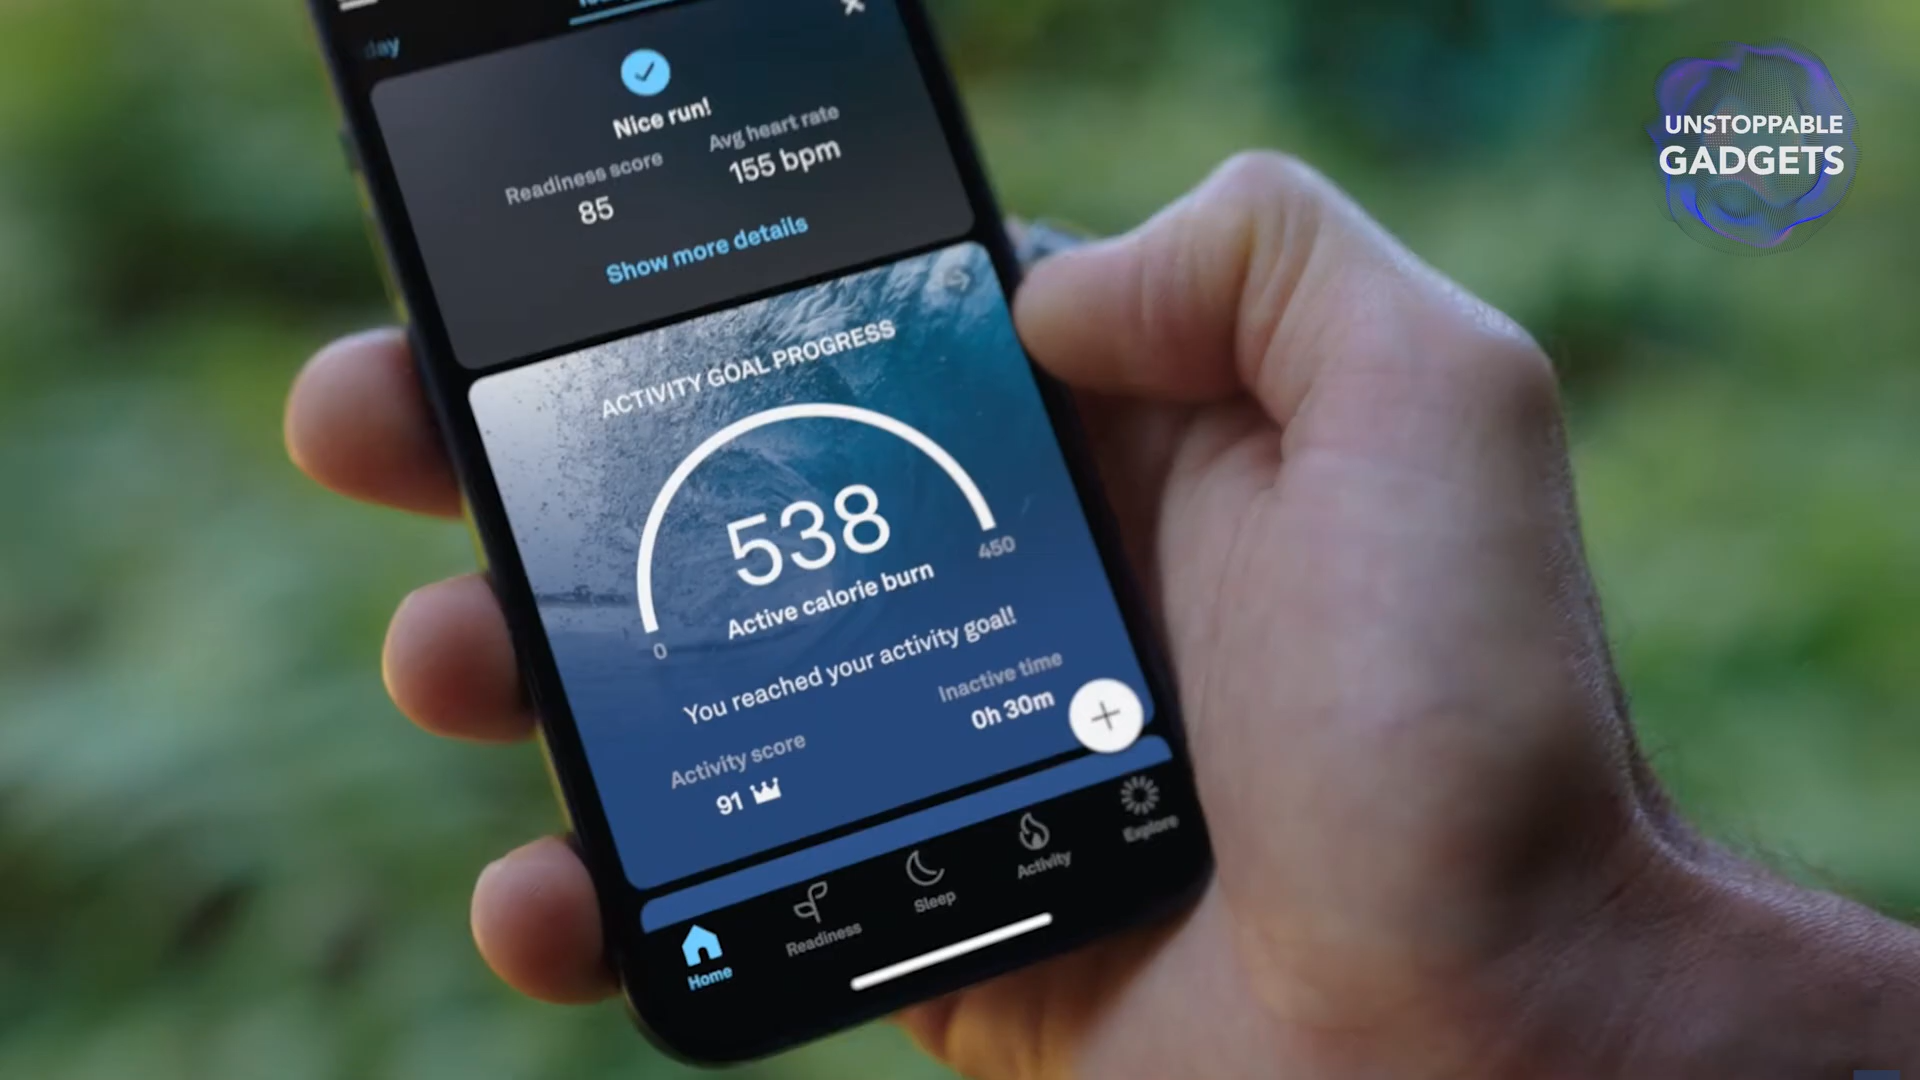 day
Nice run!
Readiness score
85
Avg heart rate
155 bpm
Show more details
ACTIVITY GOAL PROGRESS
538
Active calorie burn
0
450
You reached your activity goal!
Activity score
91
Inactive time
0h 30m
Home
Readiness
Sleep
Activity
Explore
UNSTOPPABLE
GADGETS